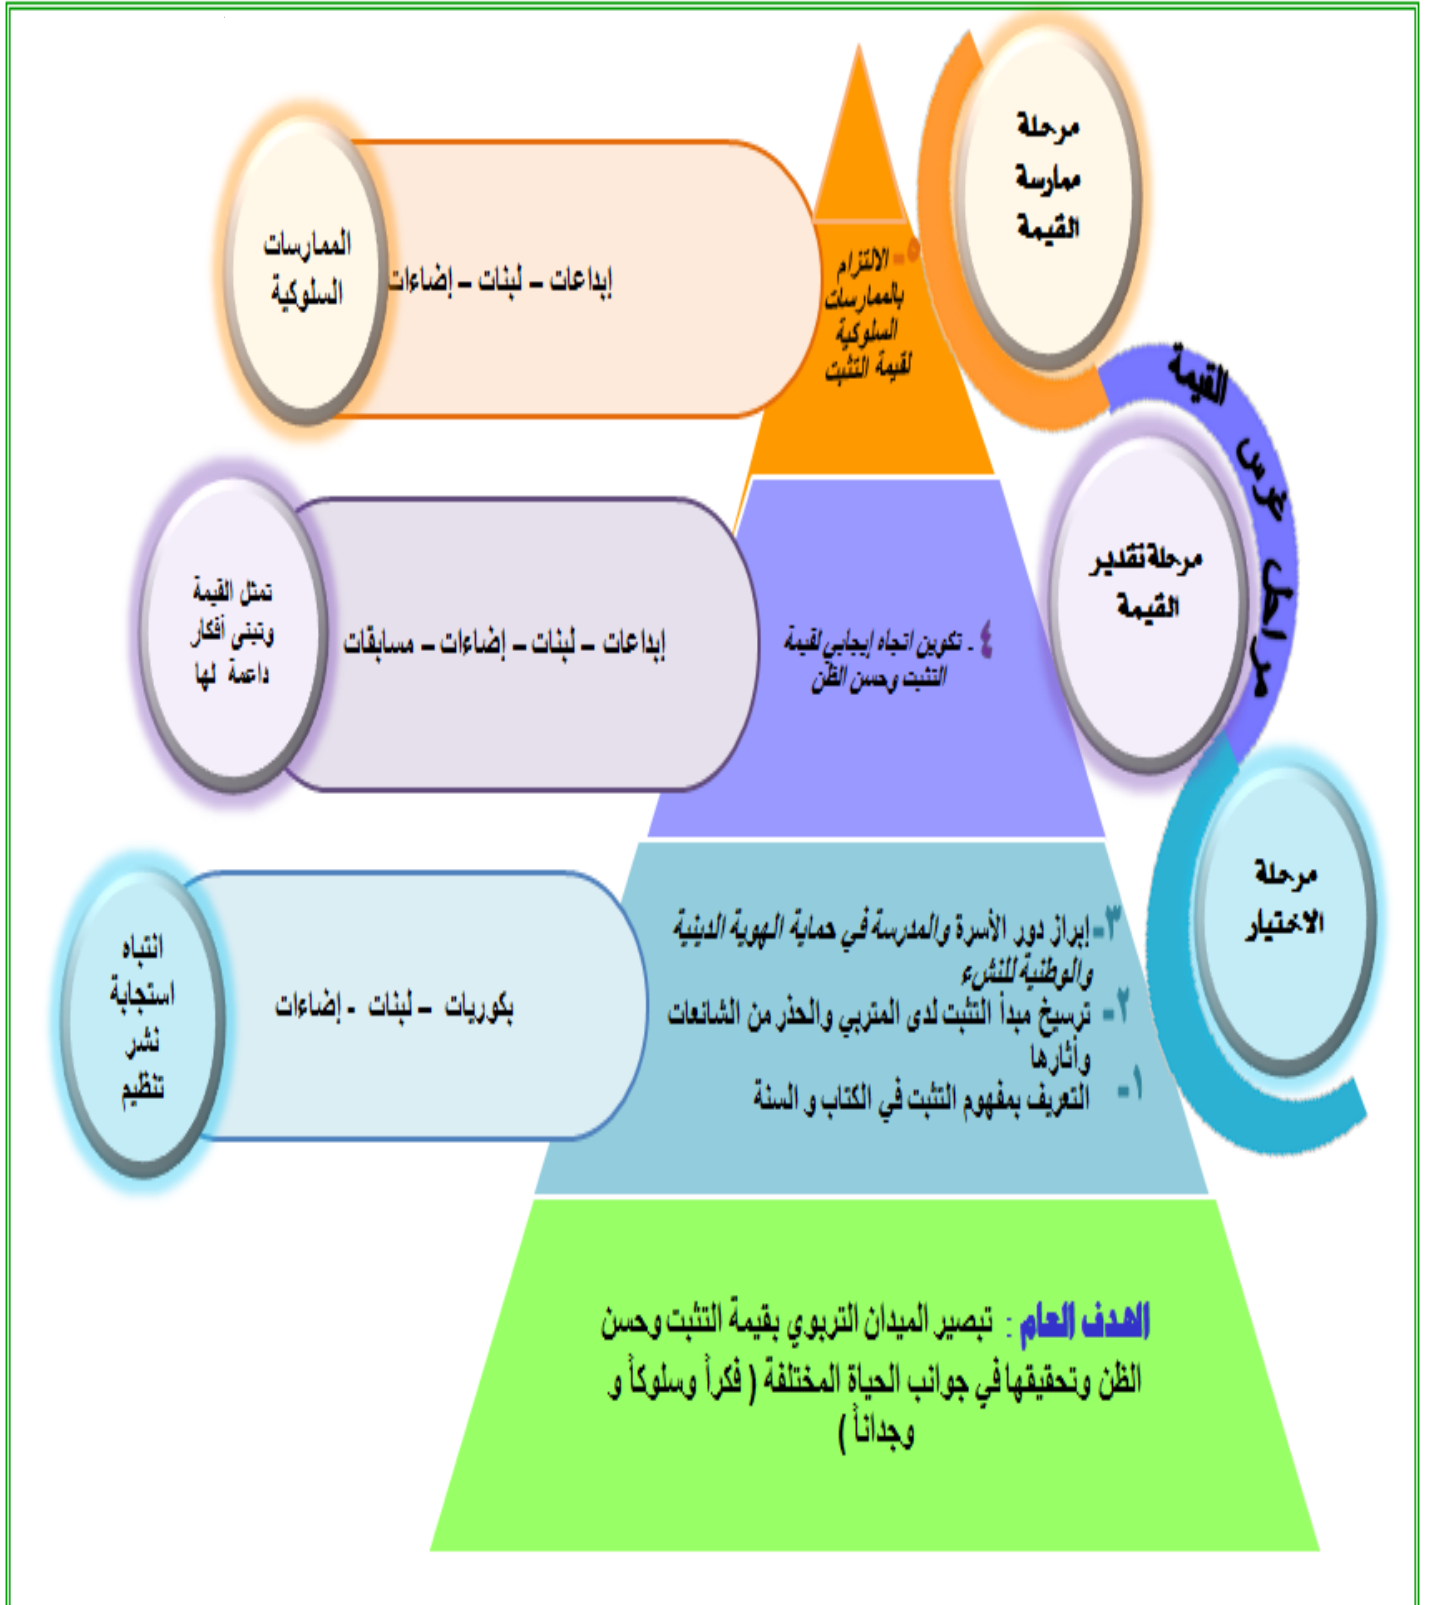 مرحلة
ممارسة
القيمة
الممارسات
السلوكية
إبداعات – لبنات – إضاءات
٥- الالتزام
بالممارسات
السلوكية
لقيمة التثبت
مراحل غرس القيمة
مرحلة تقدير
القيمة
تمثل القيمة
وتبنى أفكار
داعمة لها
إبداعات – لبنات – إضاءات – مسابقات
٤ - تكوين اتجاه إيجابي لقيمة
التثبت وحسن الظن
مرحلة
الاختيار
انتباه
استجابة
نشر
تنظيم
بكوريات – لبنات - إضاءات
٣- إبراز دور الأسرة والمدرسة في حماية الهوية الدينية
والوطنية للنشء
٢- ترسيخ مبدأ التثبت لدى المتربي والحذر من الشائعات
وأثارها
١- التعريف بمفهوم التثبت في الكتاب و السنة
الهدف العام : تبصير الميدان التربوي بقيمة التثبت وحسن
الظن وتحقيقها في جوانب الحياة المختلفة ( فكراً وسلوكاً و
وجداناً )